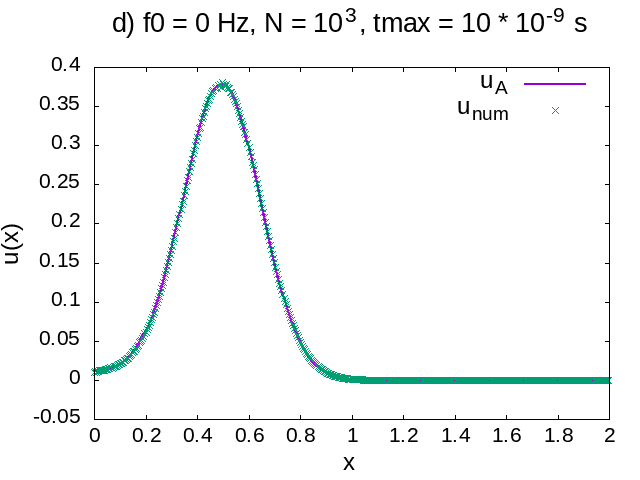 d) f0 = 0 Hz, N = 10³, tmax = 10 * 10⁻⁹ s
u_A
u_num
0.4
0.35
0.3
0.25
0.2
0.15
0.1
0.05
0
-0.05
u(x)
0 0.2 0.4 0.6 0.8 1 1.2 1.4 1.6 1.8 2
x